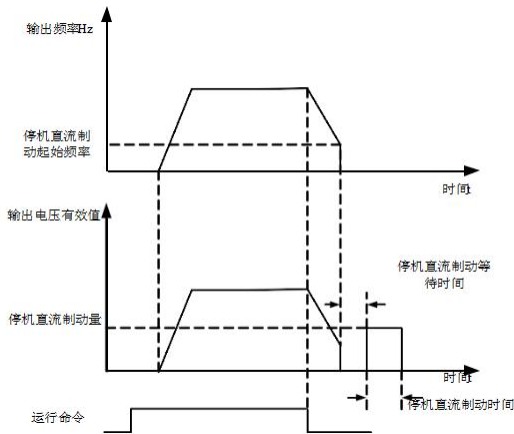 输出频率Hz
停机直流制
动起始频率
时间t
输出电压有效值
停机直流制动等
待时间
停机直流制动量
时间t
停机直流制动时间
运行命令